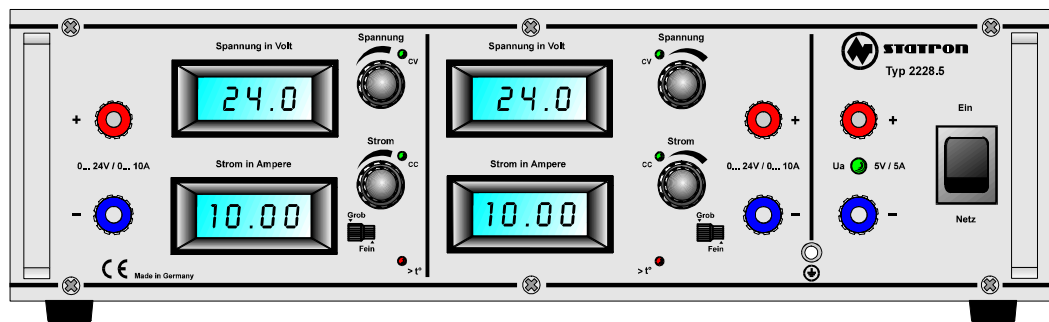 Spannung in Volt
Spannung
CV
24.0
+
0... 24V / 0... 10A
-
Strom in Ampere
Strom
CC
10.00
Grob
Fein
> t°
CE Made in Germany
Spannung in Volt
Spannung
CV
24.0
Strom in Ampere
Strom
CC
10.00
Grob
Fein
> t°
+
0... 24V / 0... 10A
-
statron
Typ 2228.5
+
Ua
5V / 5A
-
Ein
Netz